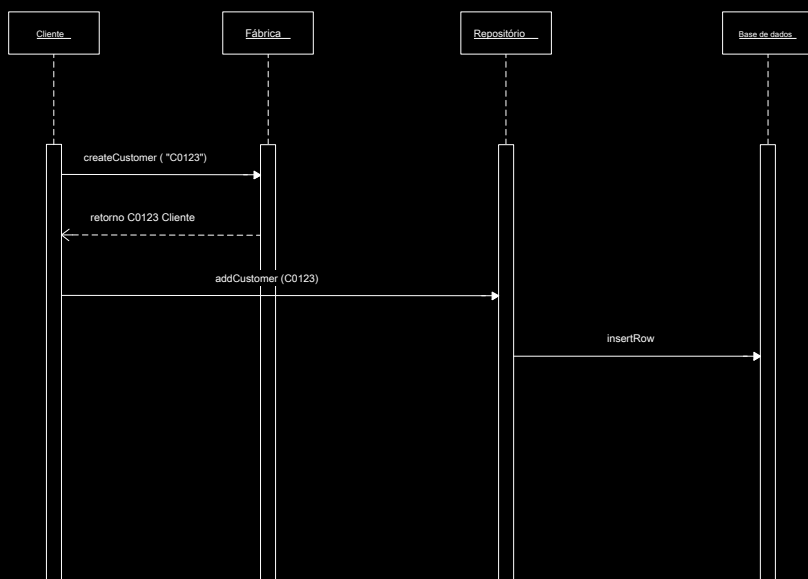 Cliente
Fábrica
Repositório
Base de dados
createCustomer ( "C0123")
retorno C0123 Cliente
addCustomer (C0123)
insertRow